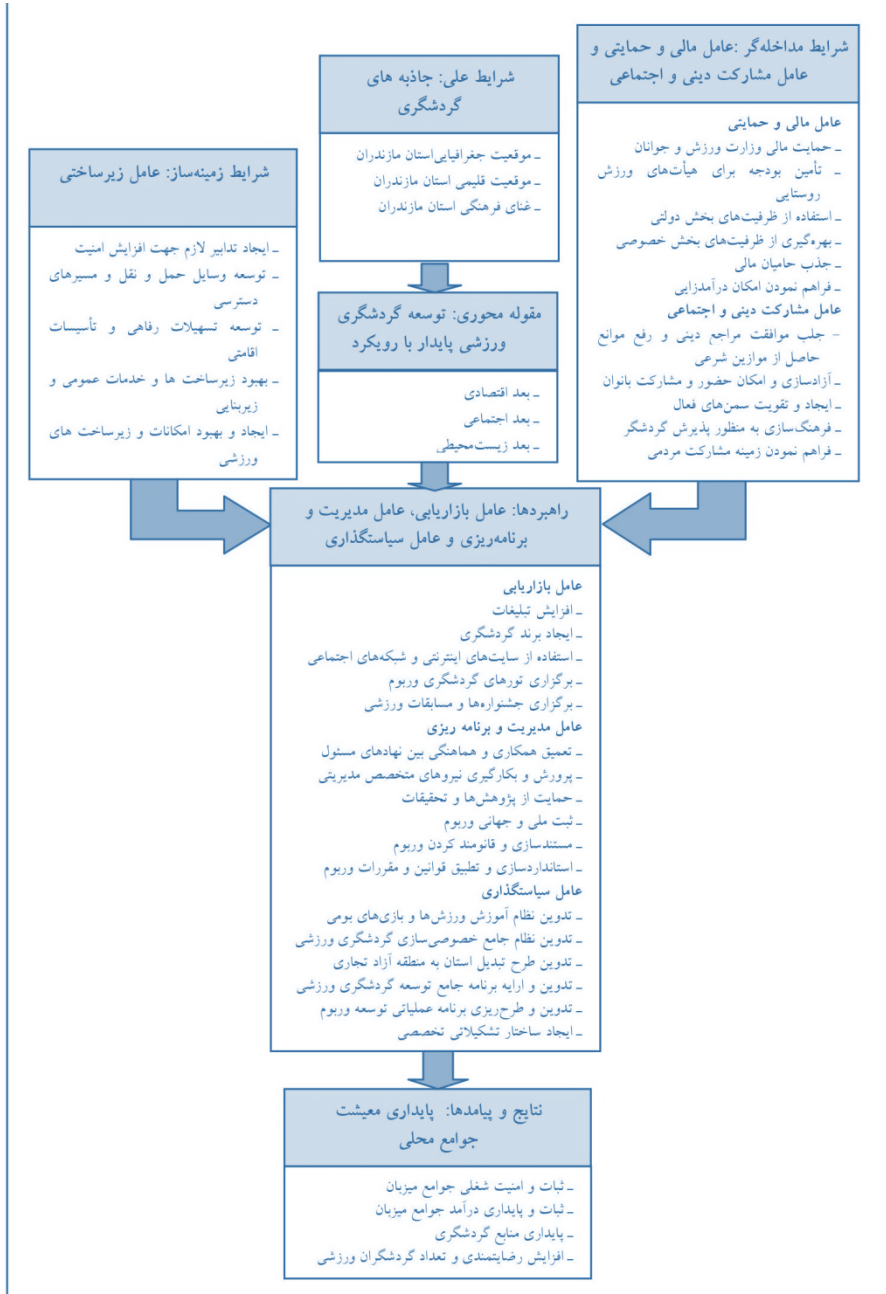 شرایط مداخله‌گر :عامل مالی و حمایتی و
عامل مشارکت دینی و اجتماعی
عامل مالی و حمایتی
ـ حمایت مالی وزارت ورزش و جوانان
ـ تأمین بودجه برای هیأت‌های ورزش
روستایی
ـ استفاده از ظرفیت‌های بخش دولتی
ـ بهره‌گیری از ظرفیت‌های بخش خصوصی
ـ جذب حامیان مالی
ـ فراهم نمودن امکان درآمدزایی
عامل مشارکت دینی و اجتماعی
- جلب موافقت مراجع دینی و رفع موانع
حاصل از موازین شرعی
ـ آزادسازی و امکان حضور و مشارکت بانوان
ـ ایجاد و تقویت سمن‌های فعال
ـ فرهنگ‌سازی به منظور پذیرش گردشگر
ـ فراهم نمودن زمینه مشارکت مردمی
شرایط علی: جاذبه های
گردشگری
ـ موقعیت جغرافیایی‌استان مازندران
ـ موقعیت قلیمی استان مازندران
ـ غنای فرهنگی استان مازندران
شرایط زمینه‌ساز: عامل زیرساختی
ـ ایجاد تدابیر لازم جهت افزایش امنیت
ـ توسعه وسایل حمل و نقل و مسیرهای
دسترسی
ـ توسعه تسهیلات رفاهی و تأسیسات
اقامتی
ـ بهبود زیرساخت ها و خدمات عمومی و
زیربنایی
ـ ایجاد و بهبود امکانات و زیرساخت های
ورزشی
مقوله محوری: توسعه گردشگری
ورزشی پایدار با رویکرد
ـ بعد اقتصادی
ـ بعد اجتماعی
ـ بعد زیست‌محیطی
راهبردها: عامل بازاریابی، عامل مدیریت و
برنامه‌ریزی و عامل سیاستگذاری
عامل بازاریابی
ـ افزایش تبلیغات
ـ ایجاد برند گردشگری
ـ استفاده از سایت‌های اینترنتی و شبکه‌های اجتماعی
ـ برگزاری تورهای گردشگری وربوم
ـ برگزاری جشنواره‌ها و مسابقات ورزشی
عامل مدیریت و برنامه ریزی
ـ تعمیق همکاری و هماهنگی بین نهادهای مسئول
ـ پرورش و بکارگیری نیروهای متخصص مدیریتی
ـ حمایت از پژوهش‌ها و تحقیقات
ـ ثبت ملی و جهانی وربوم
ـ مستندسازی و قانومند کردن وربوم
ـ استانداردسازی و تطبیق قوانین و مقررات وربوم
عامل سیاستگذاری
ـ تدوین نظام آموزش ورزش‌ها و بازی‌های بومی
ـ تدوین نظام جامع خصوصی‌سازی گردشگری ورزشی
ـ تدوین طرح تبدیل استان به منطقه آزاد تجاری
ـ تدوین و ارایه برنامه جامع توسعه گردشگری ورزشی
ـ تدوین و طرح‌ریزی برنامه عملیاتی توسعه وربوم
ـ ایجاد ساختار تشکیلاتی تخصصی
نتایج و پیامدها: پایداری معیشت
جوامع محلی
ـ ثبات و امنیت شغلی جوامع میزبان
ـ ثبات و پایداری درآمد جوامع میزبان
ـ پایداری منابع گردشگری
ـ افزایش رضایتمندی و تعداد گردشگران ورزشی